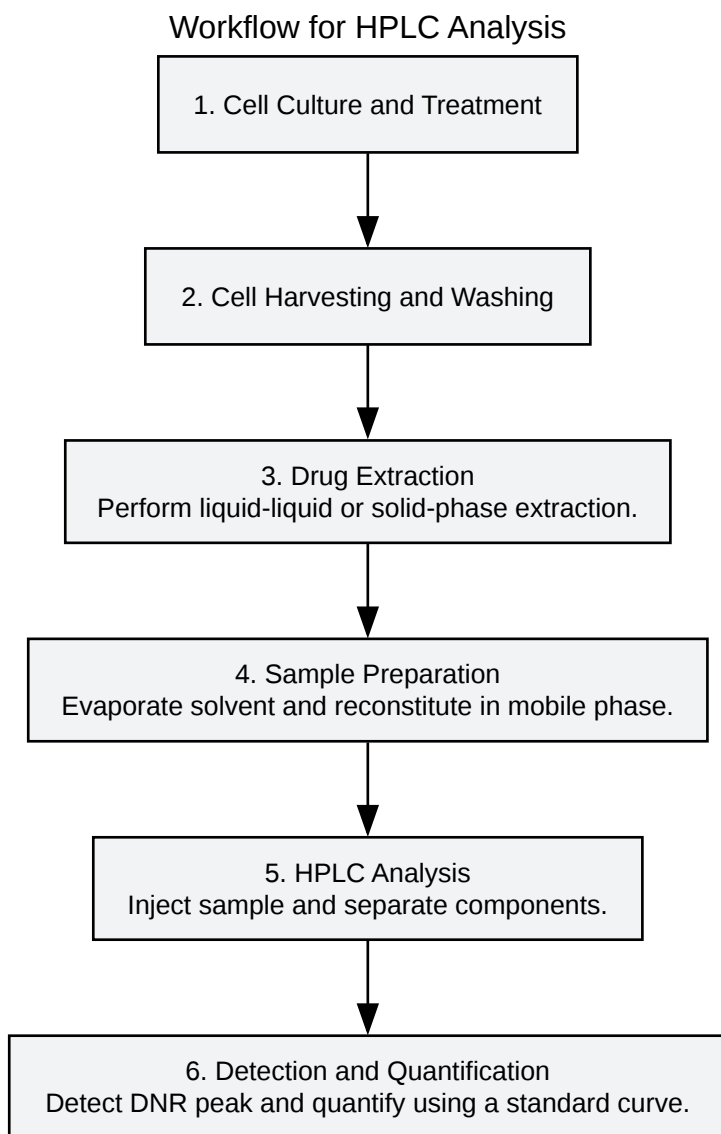 Workflow for HPLC Analysis
1. Cell Culture and Treatment
2. Cell Harvesting and Washing
3. Drug Extraction
Perform liquid-liquid or solid-phase extraction.
4. Sample Preparation
Evaporate solvent and reconstitute in mobile phase.
5. HPLC Analysis
Inject sample and separate components.
6. Detection and Quantification
Detect DNR peak and quantify using a standard curve.